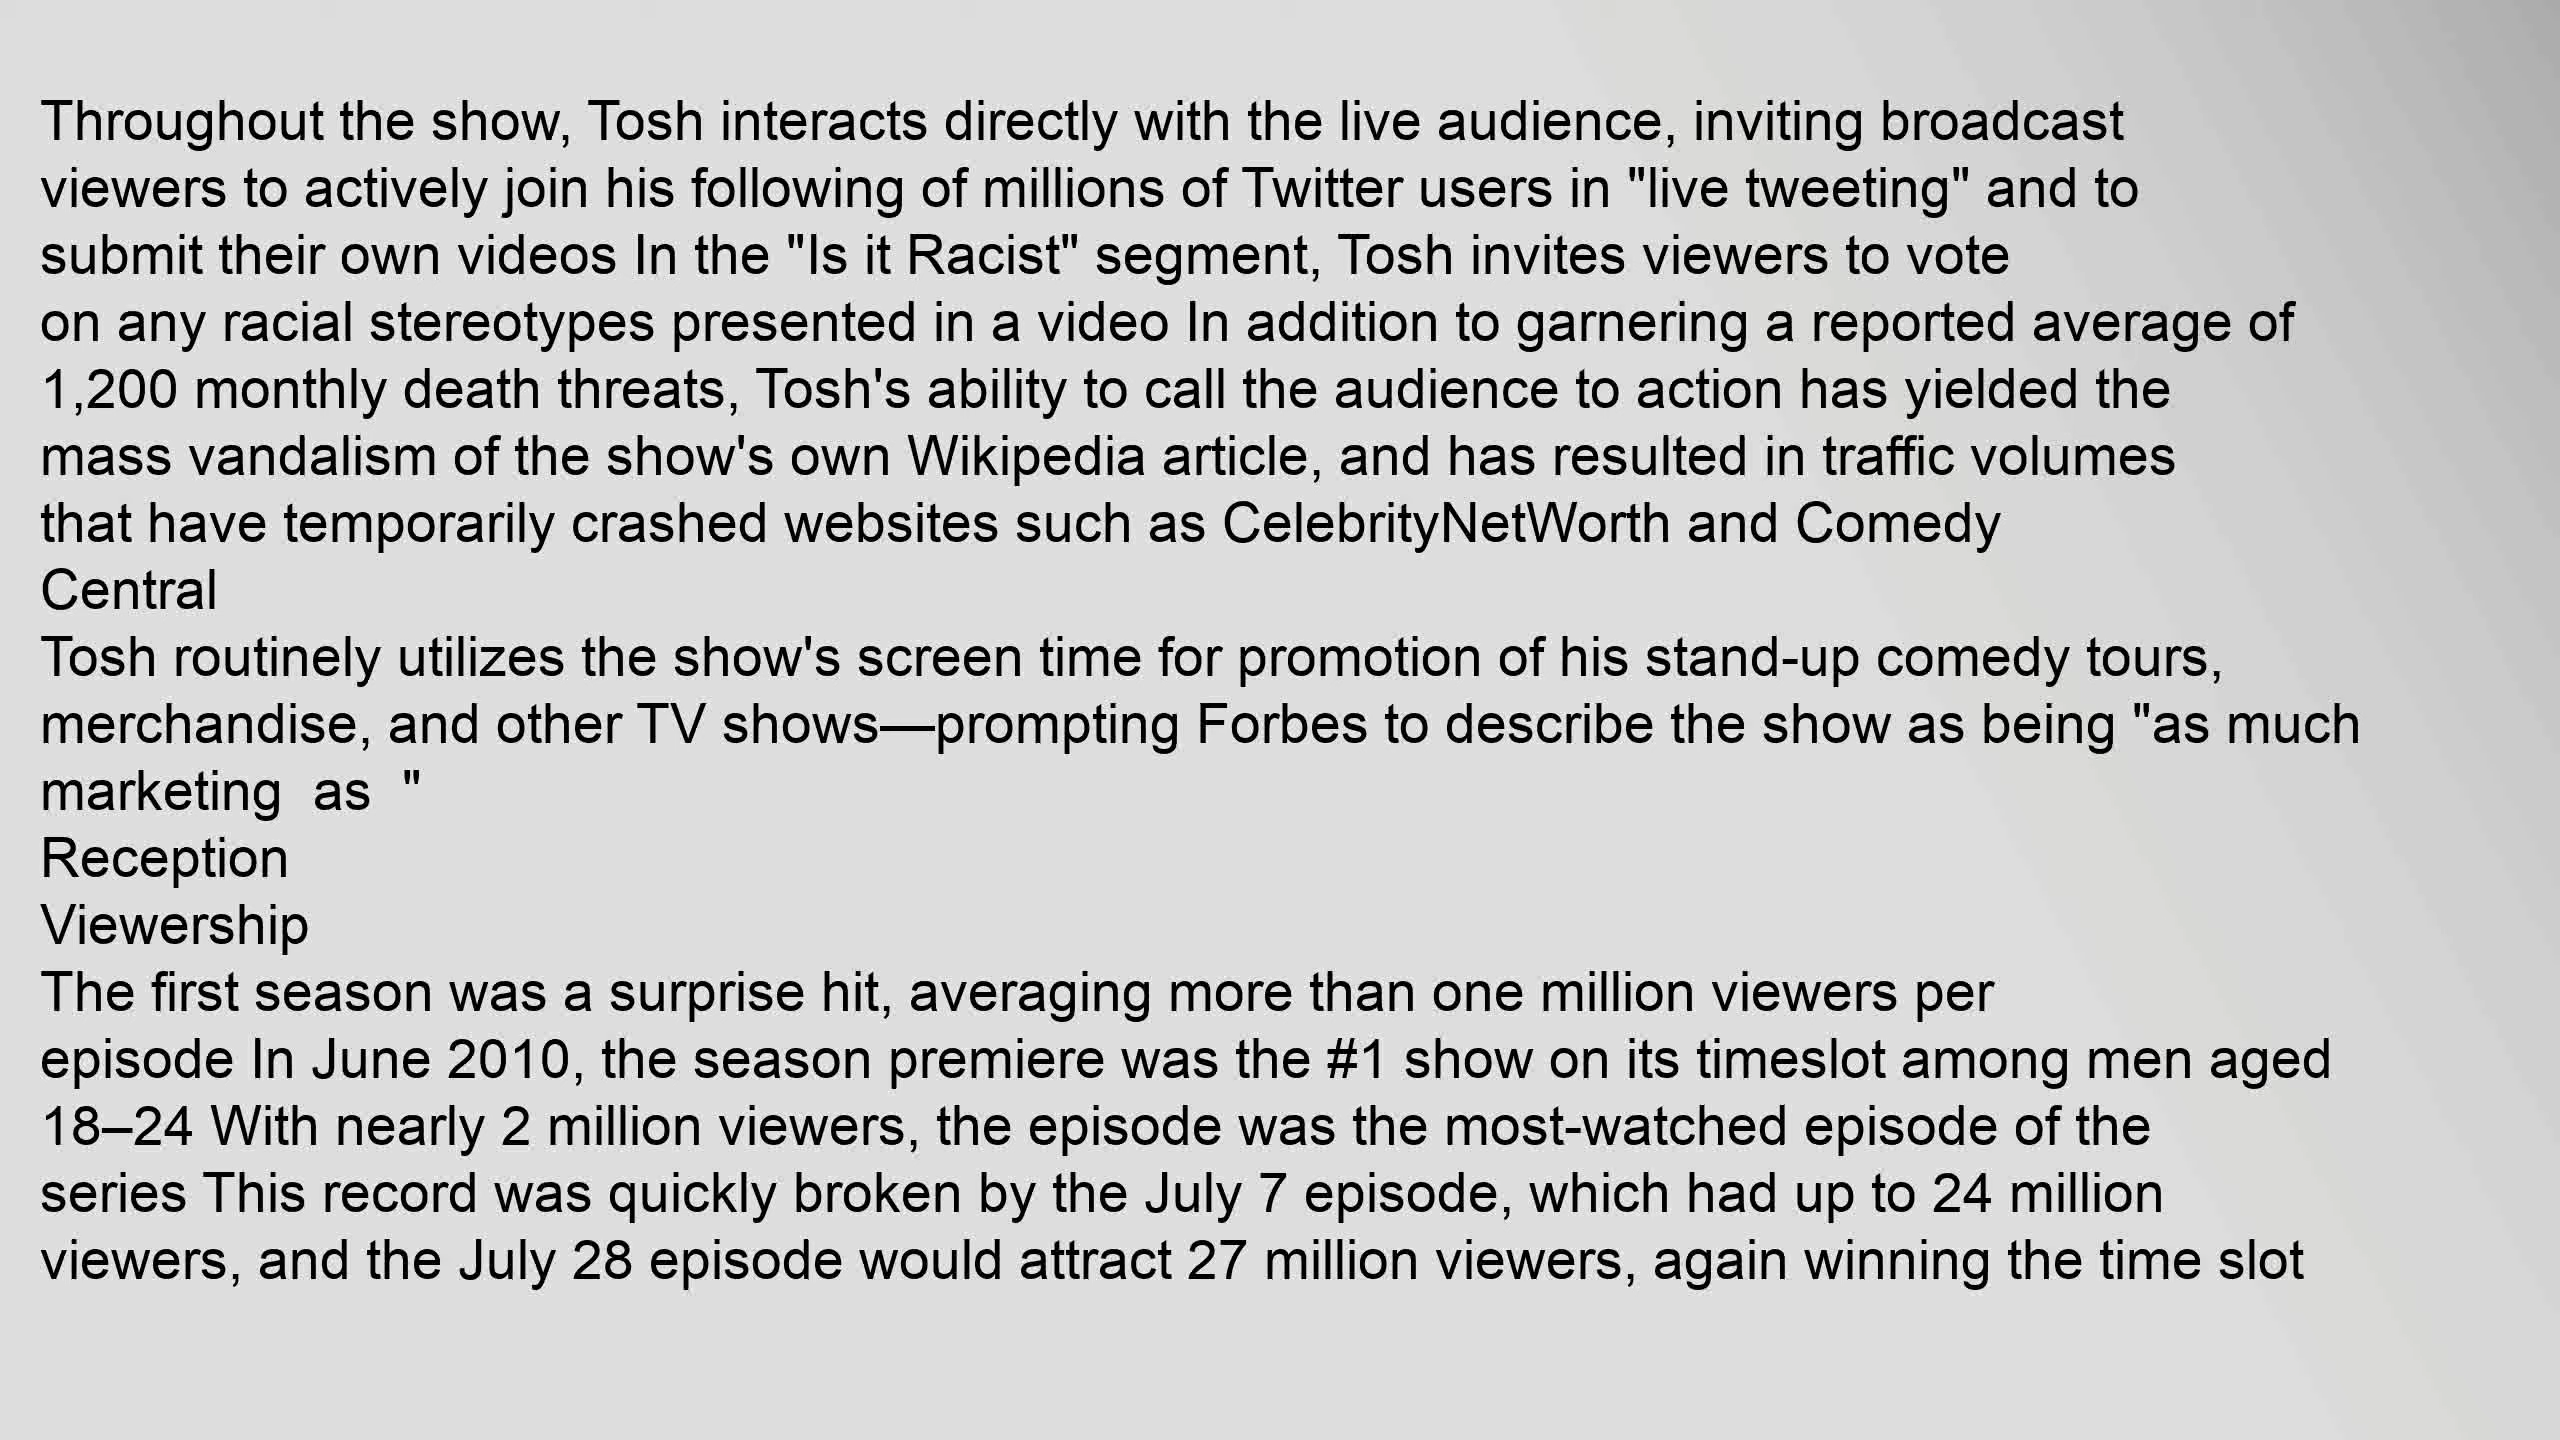 Throughout the show, Tosh interacts directly with the live audience, inviting broadcast
viewers to actively join his following of millions of Twitter users in "live tweeting" and to
submit their own videos In the "Is it Racist" segment, Tosh invites viewers to vote
on any racial stereotypes presented in a video In addition to garnering a reported average of
1,200 monthly death threats, Tosh's ability to call the audience to action has yielded the
mass vandalism of the show's own Wikipedia article, and has resulted in traffic volumes
that have temporarily crashed websites such as CelebrityNetWorth and Comedy
Central
Tosh routinely utilizes the show's screen time for promotion of his stand-up comedy tours,
merchandise, and other TV shows—prompting Forbes to describe the show as being "as much
marketing  as  "
Reception
Viewership
The first season was a surprise hit, averaging more than one million viewers per
episode In June 2010, the season premiere was the #1 show on its timeslot among men aged
18–24 With nearly 2 million viewers, the episode was the most-watched episode of the
series This record was quickly broken by the July 7 episode, which had up to 24 million
viewers, and the July 28 episode would attract 27 million viewers, again winning the time slot